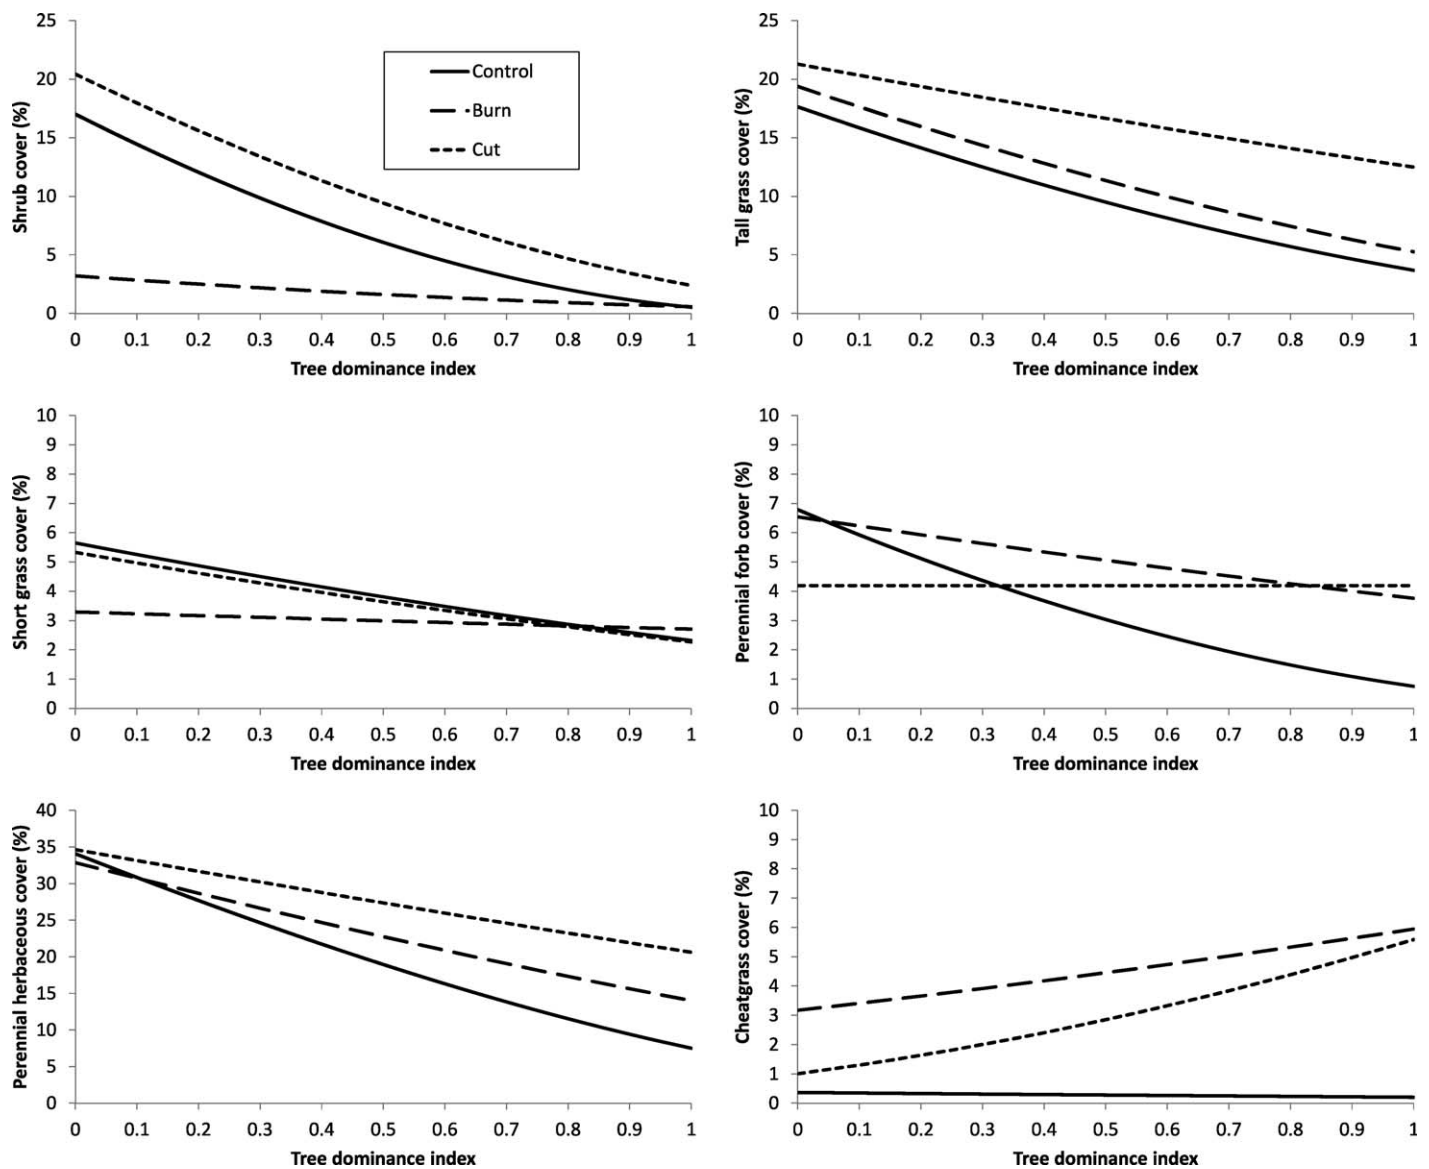 Shrub cover (%)
25
20
15
10
5
0
0 0.1 0.2 0.3 0.4 0.5 0.6 0.7 0.8 0.9 1
Tree dominance index
Control
Burn
Cut
Tall grass cover (%)
25
20
15
10
5
0
0 0.1 0.2 0.3 0.4 0.5 0.6 0.7 0.8 0.9 1
Tree dominance index
Short grass cover (%)
10
9
8
7
6
5
4
3
2
1
0
0 0.1 0.2 0.3 0.4 0.5 0.6 0.7 0.8 0.9 1
Tree dominance index
Perennial forb cover (%)
10
9
8
7
6
5
4
3
2
1
0
0 0.1 0.2 0.3 0.4 0.5 0.6 0.7 0.8 0.9 1
Tree dominance index
Perennial herbaceous cover (%)
40
35
30
25
20
15
10
5
0
0 0.1 0.2 0.3 0.4 0.5 0.6 0.7 0.8 0.9 1
Tree dominance index
Cheatgrass cover (%)
10
9
8
7
6
5
4
3
2
1
0
0 0.1 0.2 0.3 0.4 0.5 0.6 0.7 0.8 0.9 1
Tree dominance index